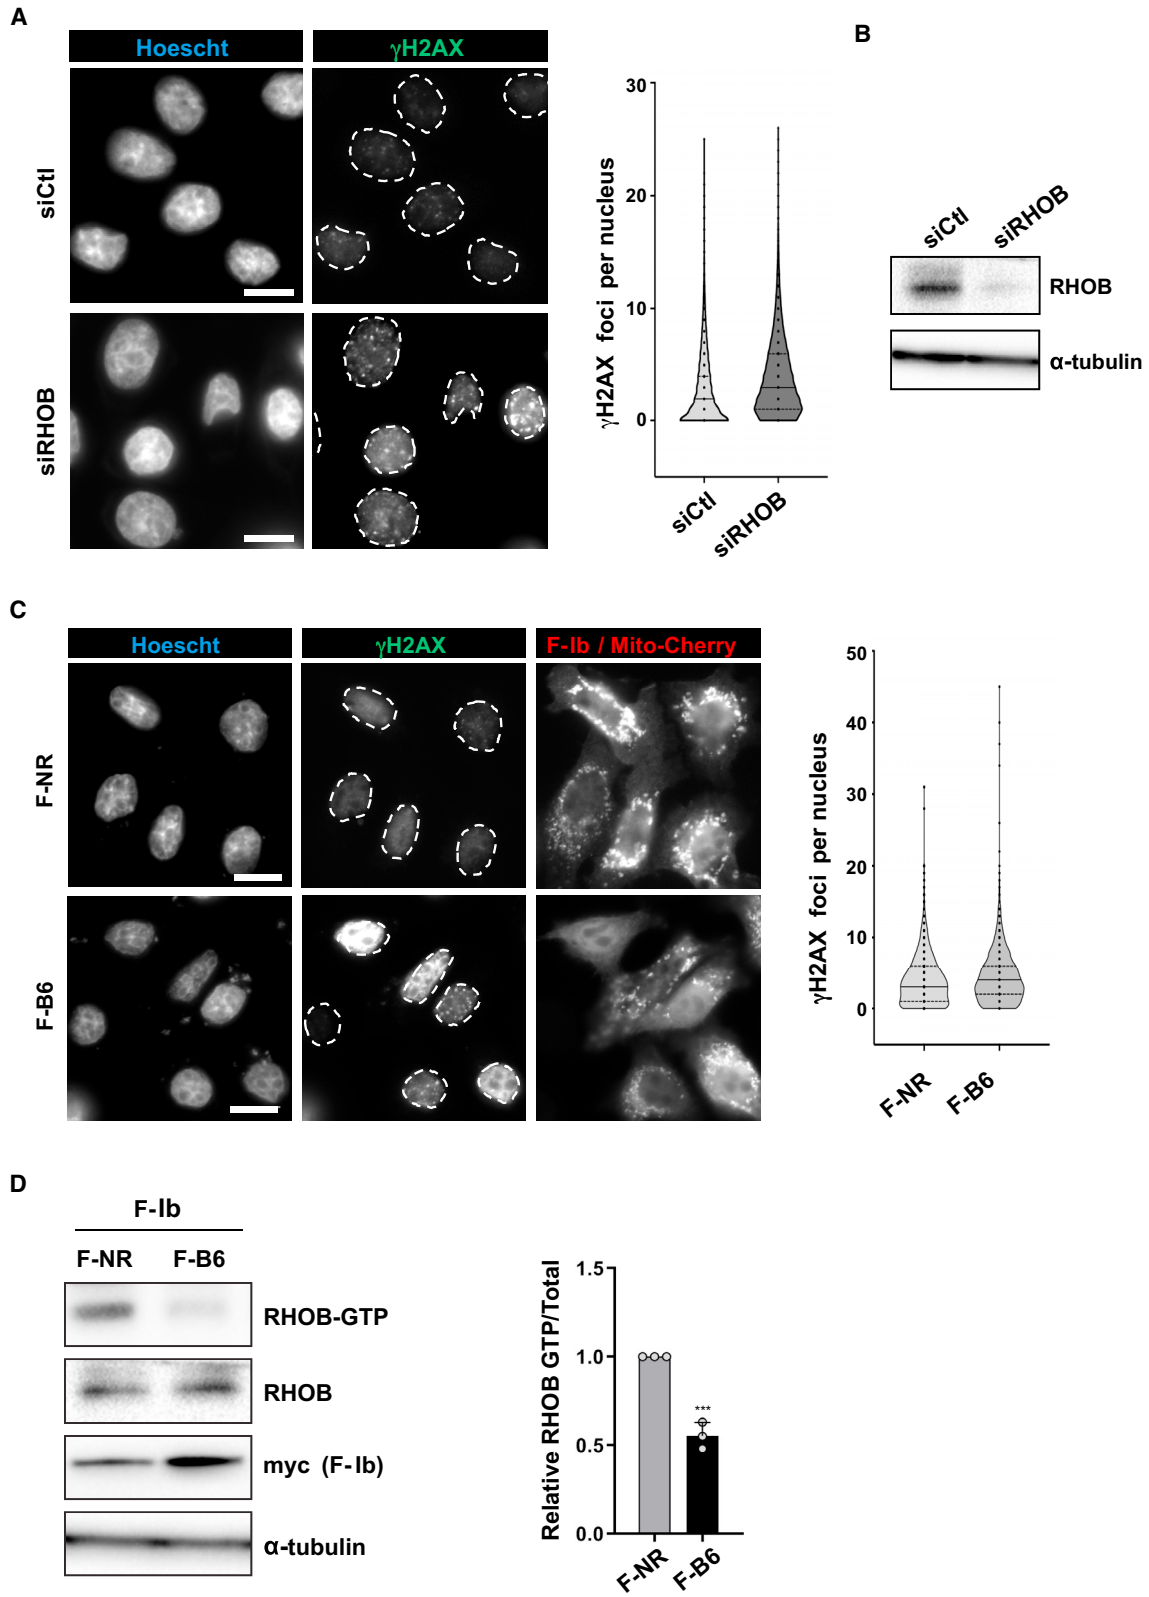 A
Hoescht
γH2AX
siCtl
siRHOB
γH2AX foci per nucleus
30
20
10
0
siCtl
siRHOB
B
siCtl
siRHOB
RHOB
α-tubulin
C
Hoescht
γH2AX
F-Ib / Mito-Cherry
F-NR
F-B6
γH2AX foci per nucleus
50
40
30
20
10
0
F-NR
F-B6
D
F-Ib
F-NR
F-B6
RHOB-GTP
RHOB
myc (F-Ib)
α-tubulin
Relative RHOB GTP/Total
1.5
1.0
0.5
0.0
***
F-NR
F-B6